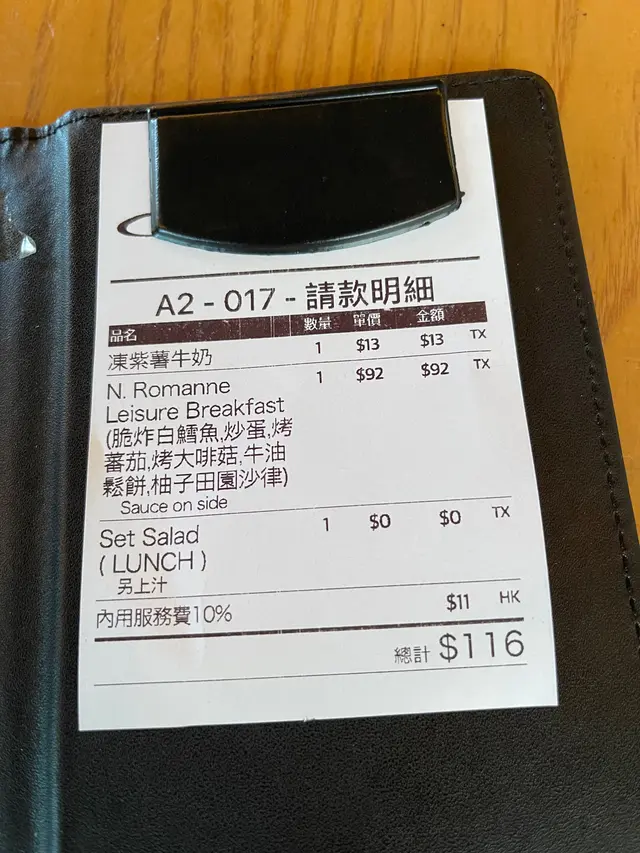 A2 - 017 - 請款明細
品名 數量 單價 金額
凍紫薯牛奶 1 $13 $13 TX
N. Romanne 1 $92 $92 TX
Leisure Breakfast
(脆炸白鱈魚,炒蛋,烤
蕃茄,烤大啡菇,牛油
鬆餅,柚子田園沙律)
Sauce on side
Set Salad 1 $0 $0 TX
( LUNCH )
另上汁
內用服務費10% $11 HK
總計 $116